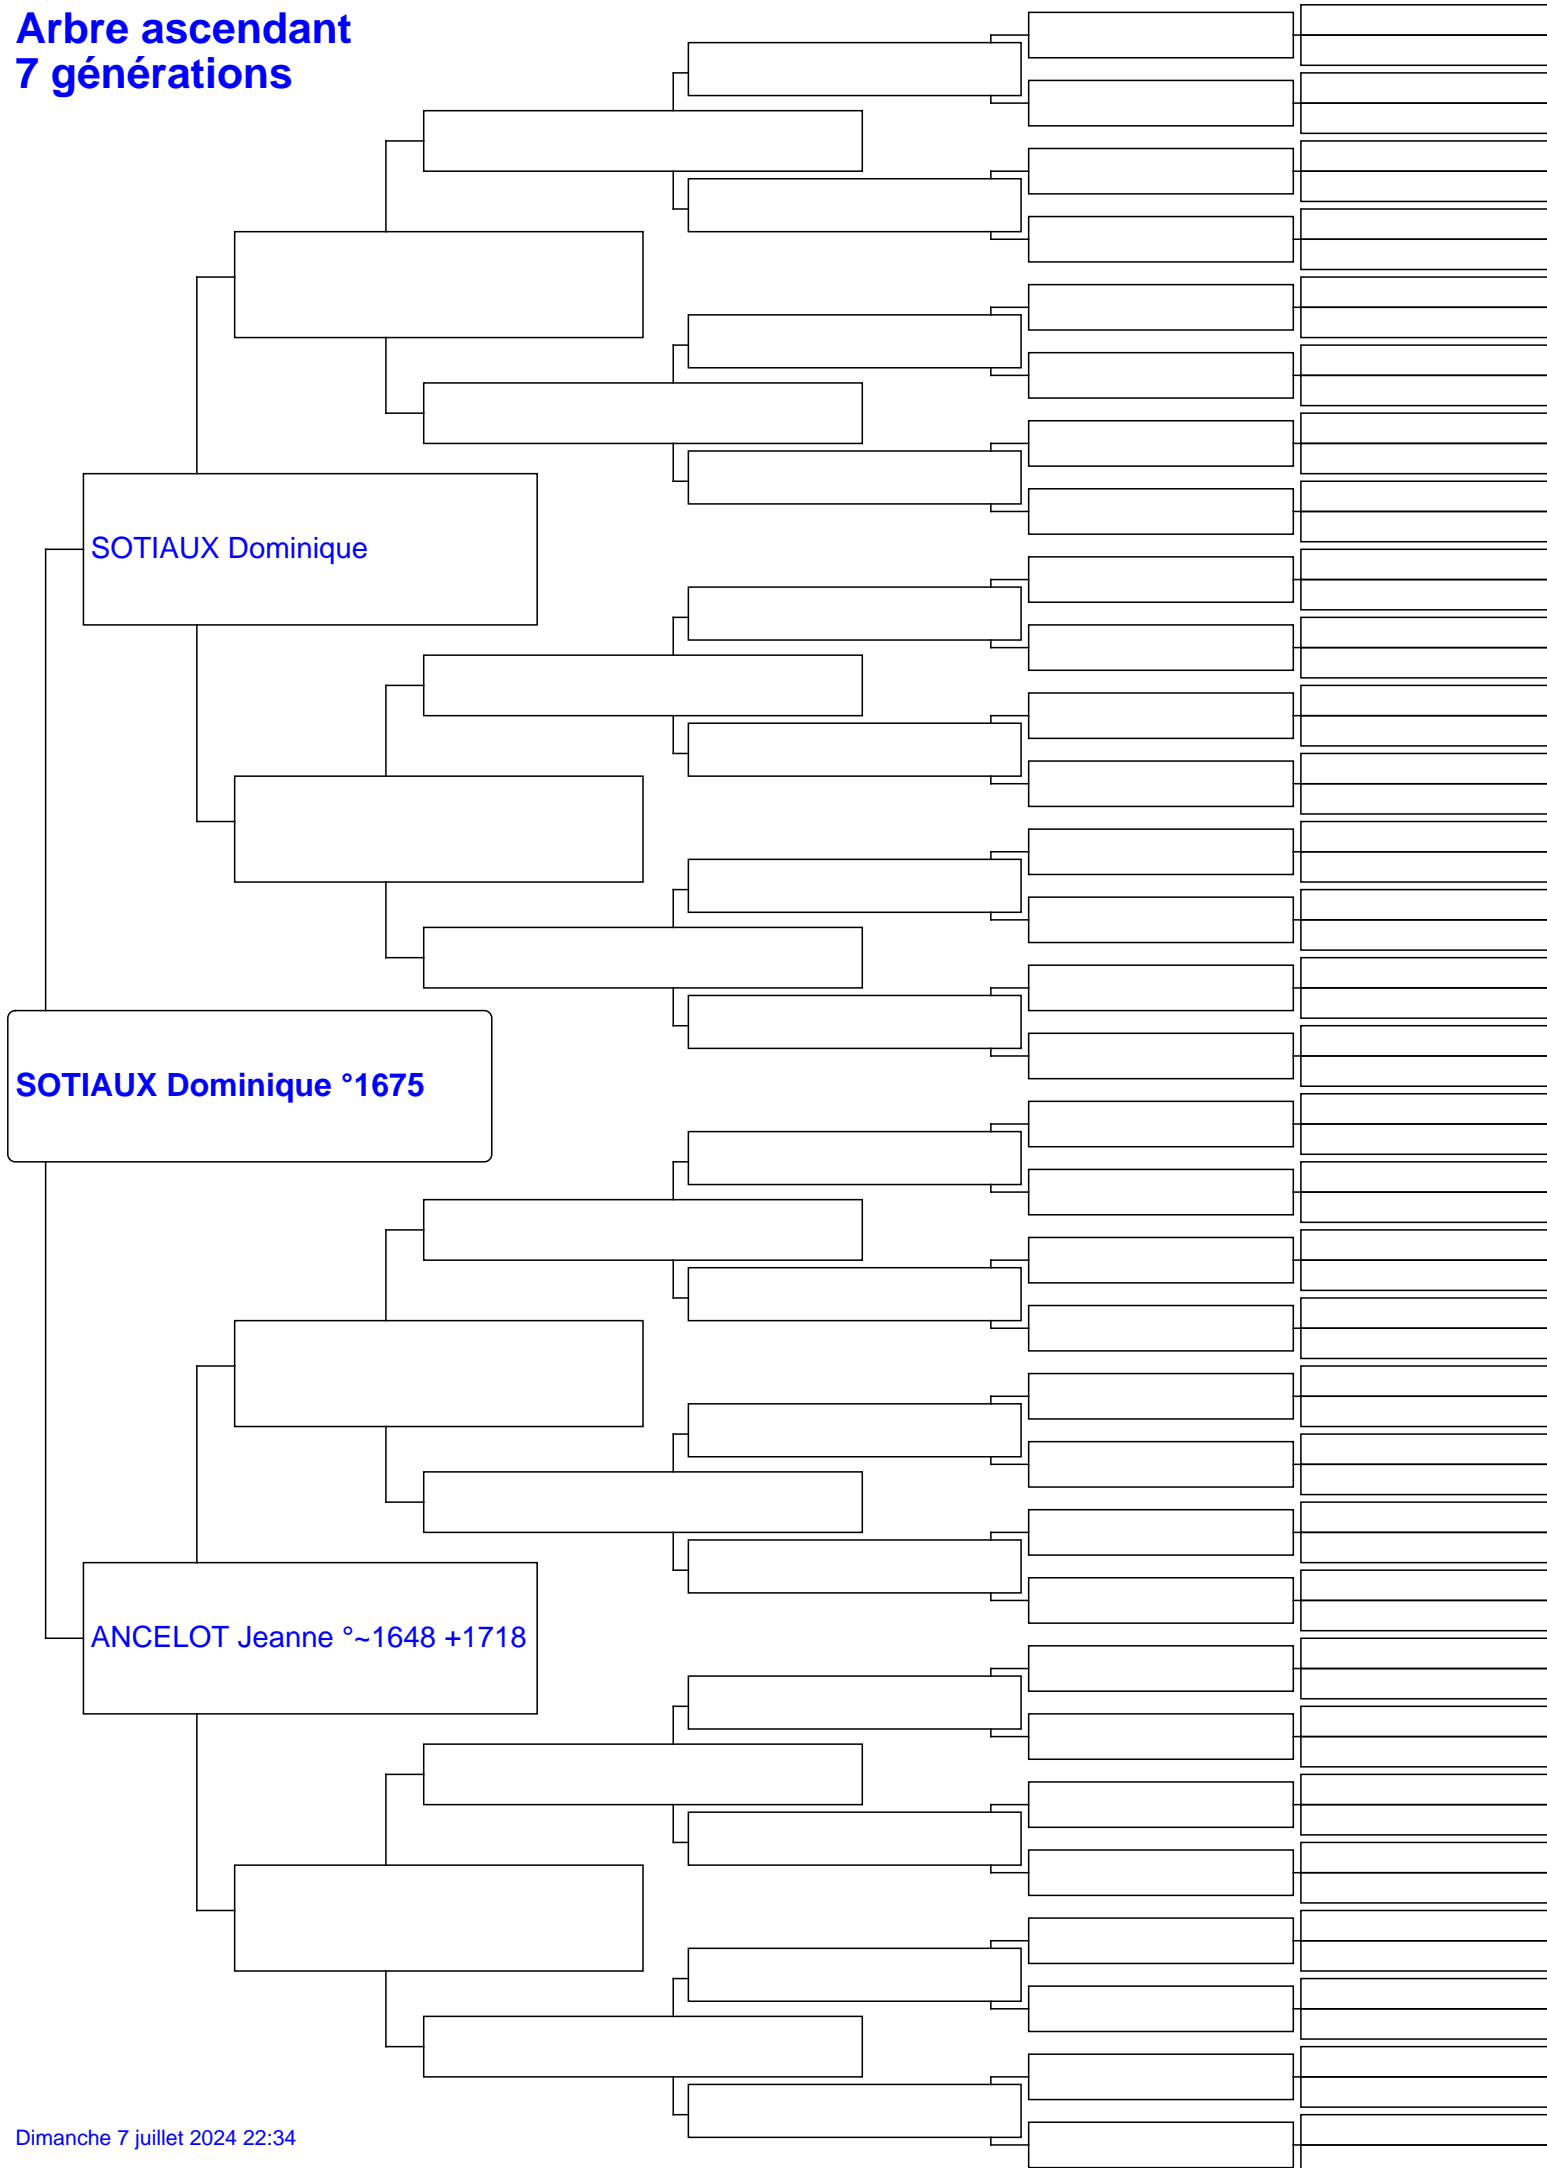 Arbre ascendant
7 générations
SOTIAUX Dominique
SOTIAUX Dominique °1675
ANCELOT Jeanne °~1648 +1718
Dimanche 7 juillet 2024 22:34